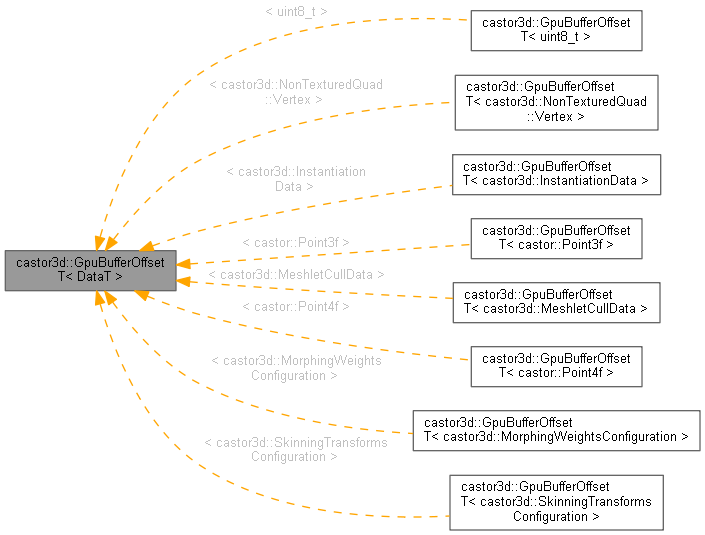 < uint8_t >
castor3d::GpuBufferOffset
T< uint8_t >
< castor3d::NonTexturedQuad
::Vertex >
castor3d::GpuBufferOffset
T< castor3d::NonTexturedQuad
::Vertex >
< castor3d::Instantiation
Data >
castor3d::GpuBufferOffset
T< castor3d::InstantiationData >
< castor::Point3f >
castor3d::GpuBufferOffset
T< castor::Point3f >
castor3d::GpuBufferOffset
T< DataT >
< castor3d::MeshletCullData >
castor3d::GpuBufferOffset
T< castor3d::MeshletCullData >
< castor::Point4f >
castor3d::GpuBufferOffset
T< castor::Point4f >
< castor3d::MorphingWeights
Configuration >
castor3d::GpuBufferOffset
T< castor3d::MorphingWeightsConfiguration >
< castor3d::SkinningTransforms
Configuration >
castor3d::GpuBufferOffset
T< castor3d::SkinningTransforms
Configuration >